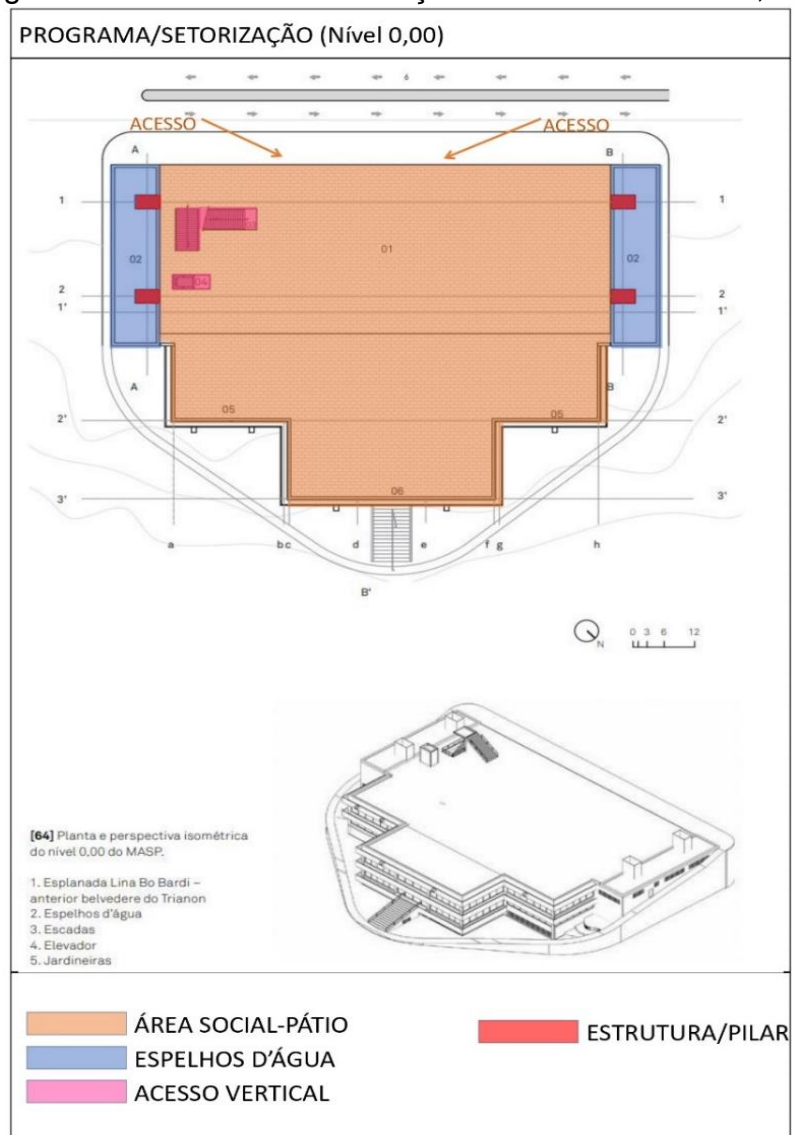 PROGRAMA/SETORIZAÇÃO (Nível 0,00)
6
ACESSO ACESSO
A B
1 1
01
02 04 02
2 2
1' 1'
A B
05 05
2' 2'
06
3' 3'
a b c d e f g h
B'
N
0 3 6 12
[64] Planta e perspectiva isométrica
do nível 0,00 do MASP.
1. Esplanada Lina Bo Bardi –
anterior belvedere do Trianon
2. Espelhos d'água
3. Escadas
4. Elevador
5. Jardineiras
ÁREA SOCIAL-PÁTIO
ESPELHOS D'ÁGUA
ACESSO VERTICAL
ESTRUTURA/PILAR